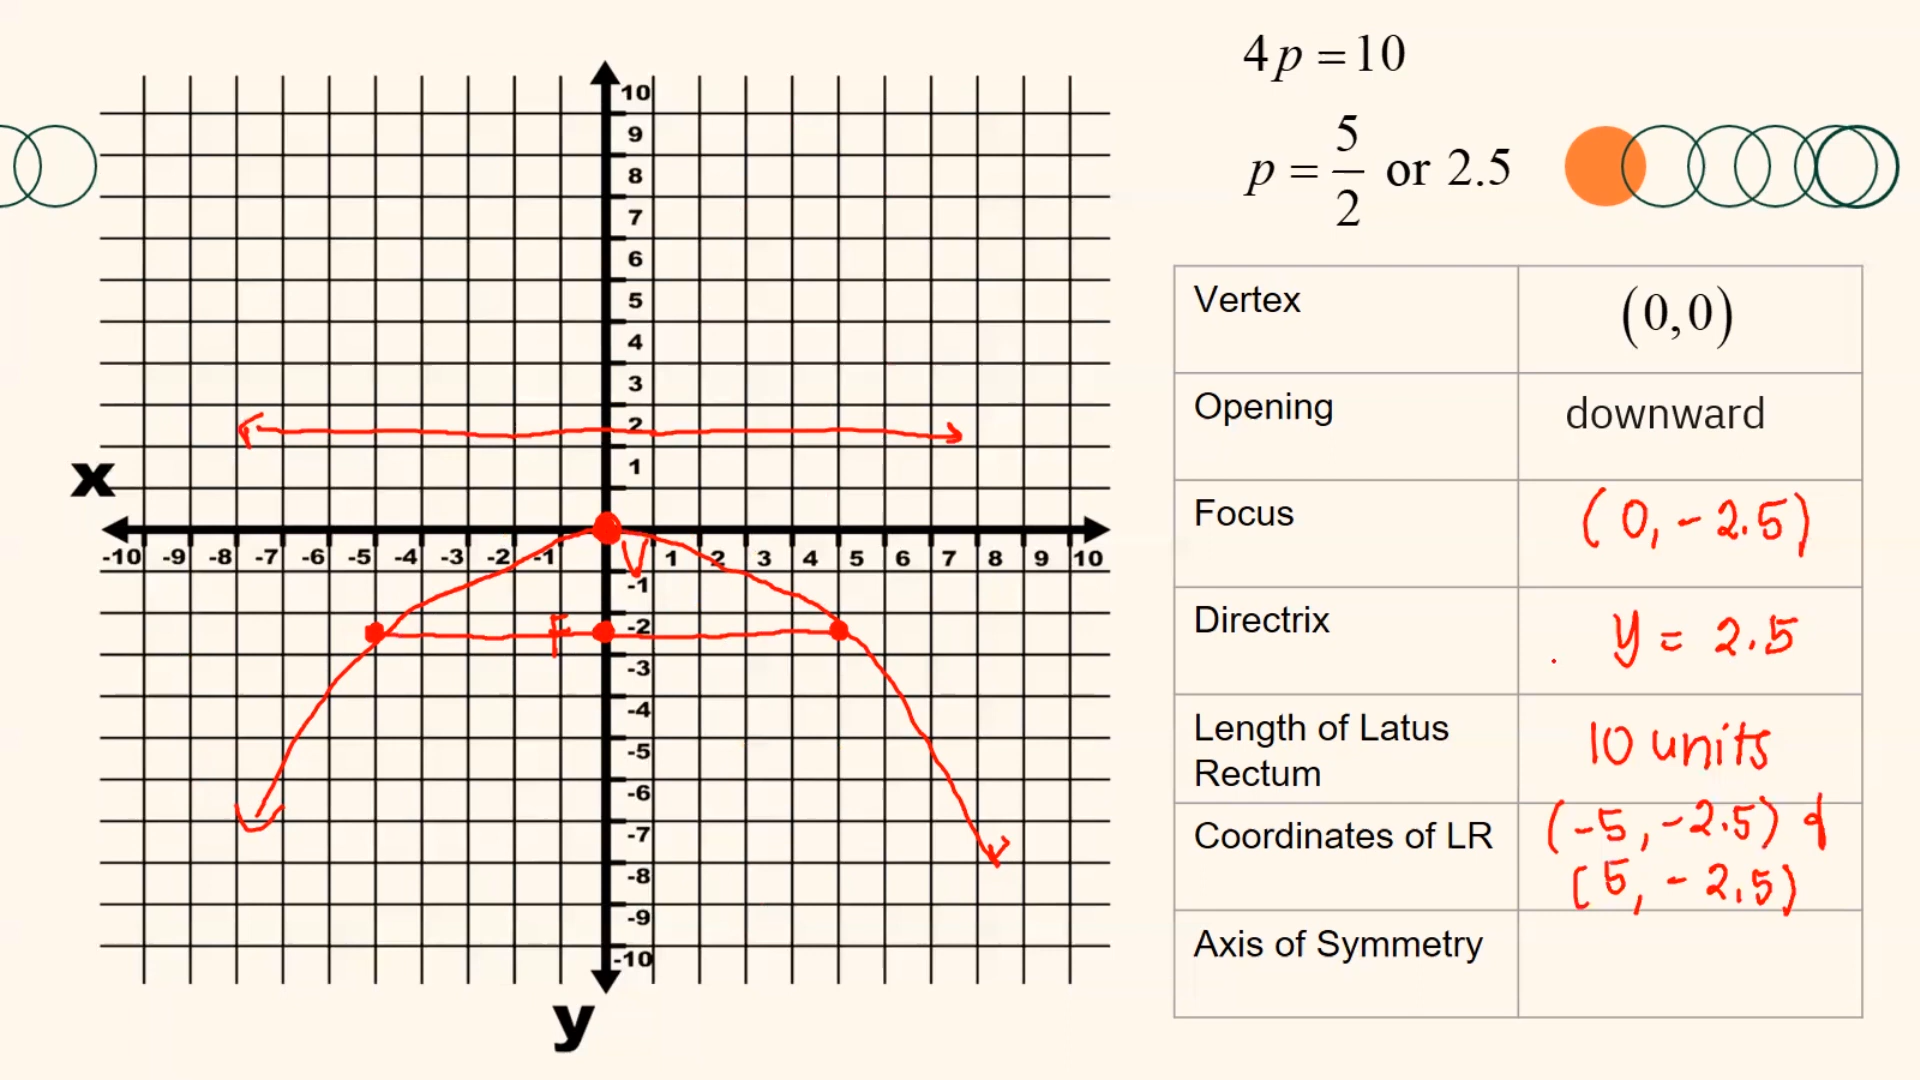 4p = 10
p = 5/2 or 2.5
10
9
8
7
6
5
4
3
2
1
x
-10 -9 -8 -7 -6 -5 -4 -3 -2 -1 1 2 3 4 5 6 7 8 9 10
V
-1
F
-2
-3
-4
-5
-6
-7
-8
-9
-10
y
Vertex (0,0)
Opening downward
Focus (0, -2.5)
Directrix y = 2.5
Length of Latus
Rectum 10 units
Coordinates of LR (-5, -2.5) &
(5, -2.5)
Axis of Symmetry